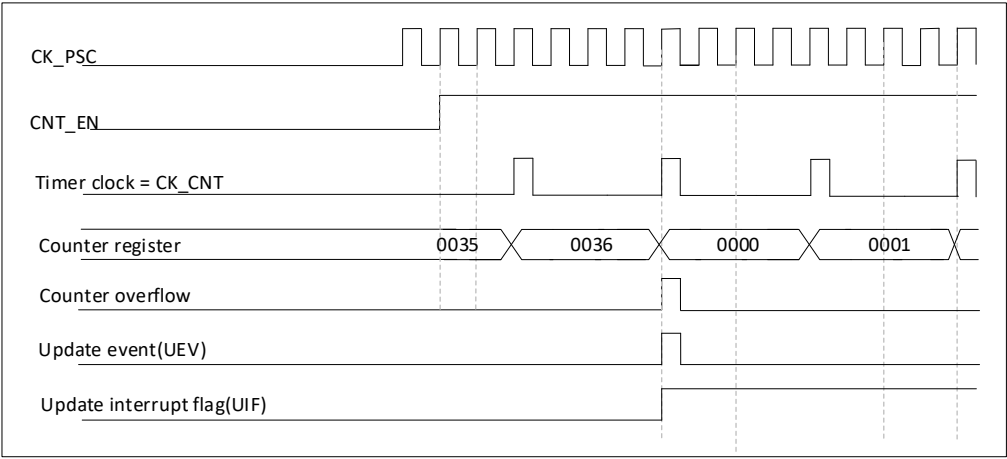 CK_PSC
CNT_EN
Timer clock = CK_CNT
Counter register 0035 0036 0000 0001
Counter overflow
Update event(UEV)
Update interrupt flag(UIF)